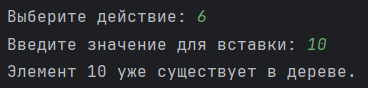 Выберите действие: 6
Введите значение для вставки: 10
Элемент 10 уже существует в дереве.